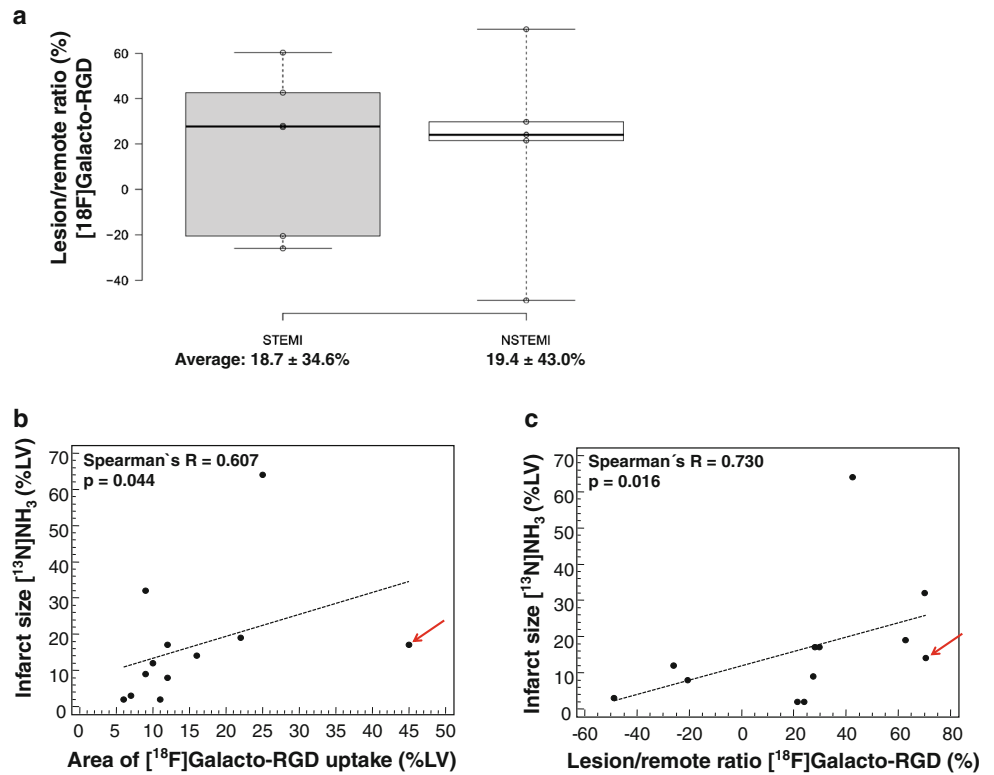 a
Lesion/remote ratio (%)
[18F]Galacto-RGD
60
40
20
0
−20
−40
STEMI
NSTEMI
Average: 18.7 ± 34.6%
19.4 ± 43.0%
b
Spearman`s R = 0.607
p = 0.044
Infarct size [¹³N]NH₃ (%LV)
70
60
50
40
30
20
10
0
0 5 10 15 20 25 30 35 40 45 50
Area of [¹⁸F]Galacto-RGD uptake (%LV)
c
Spearman´s R = 0.730
p = 0.016
Infarct size [¹³N]NH₃ (%LV)
70
60
50
40
30
20
10
0
-60 -40 -20 0 20 40 60 80
Lesion/remote ratio [¹⁸F]Galacto-RGD (%)